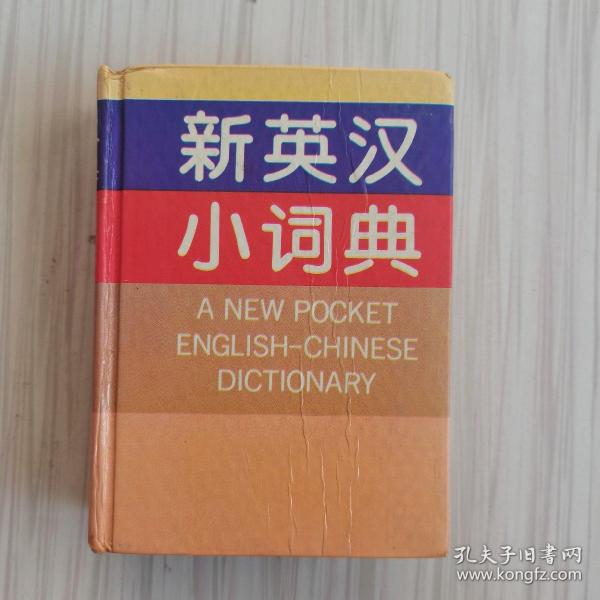 新英汉
小词典
A NEW POCKET
ENGLISH-CHINESE
DICTIONARY
孔夫子旧書网
www.kongfz.com